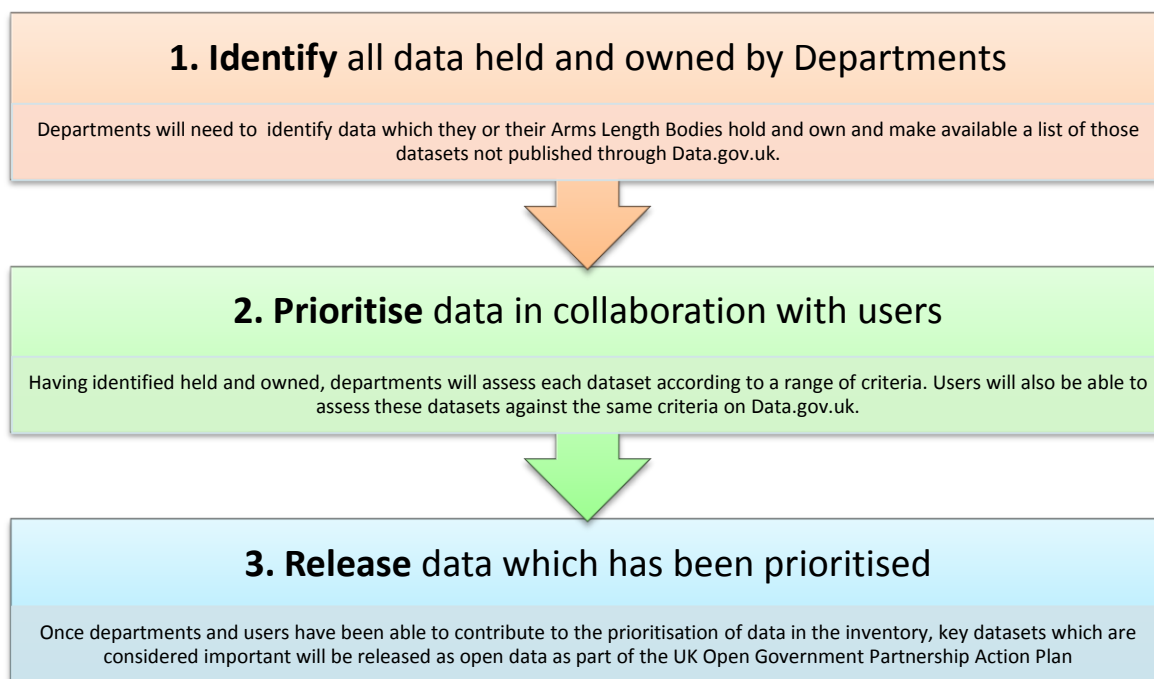 1. Identify all data held and owned by Departments
Departments will need to  identify data which they or their Arms Length Bodies hold and own and make available a list of those
datasets not published through Data.gov.uk.
2. Prioritise data in collaboration with users
Having identified held and owned, departments will assess each dataset according to a range of criteria. Users will also be able to
assess these datasets against the same criteria on Data.gov.uk.
3. Release data which has been prioritised
Once departments and users have been able to contribute to the prioritisation of data in the inventory, key datasets which are
considered important will be released as open data as part of the UK Open Government Partnership Action Plan